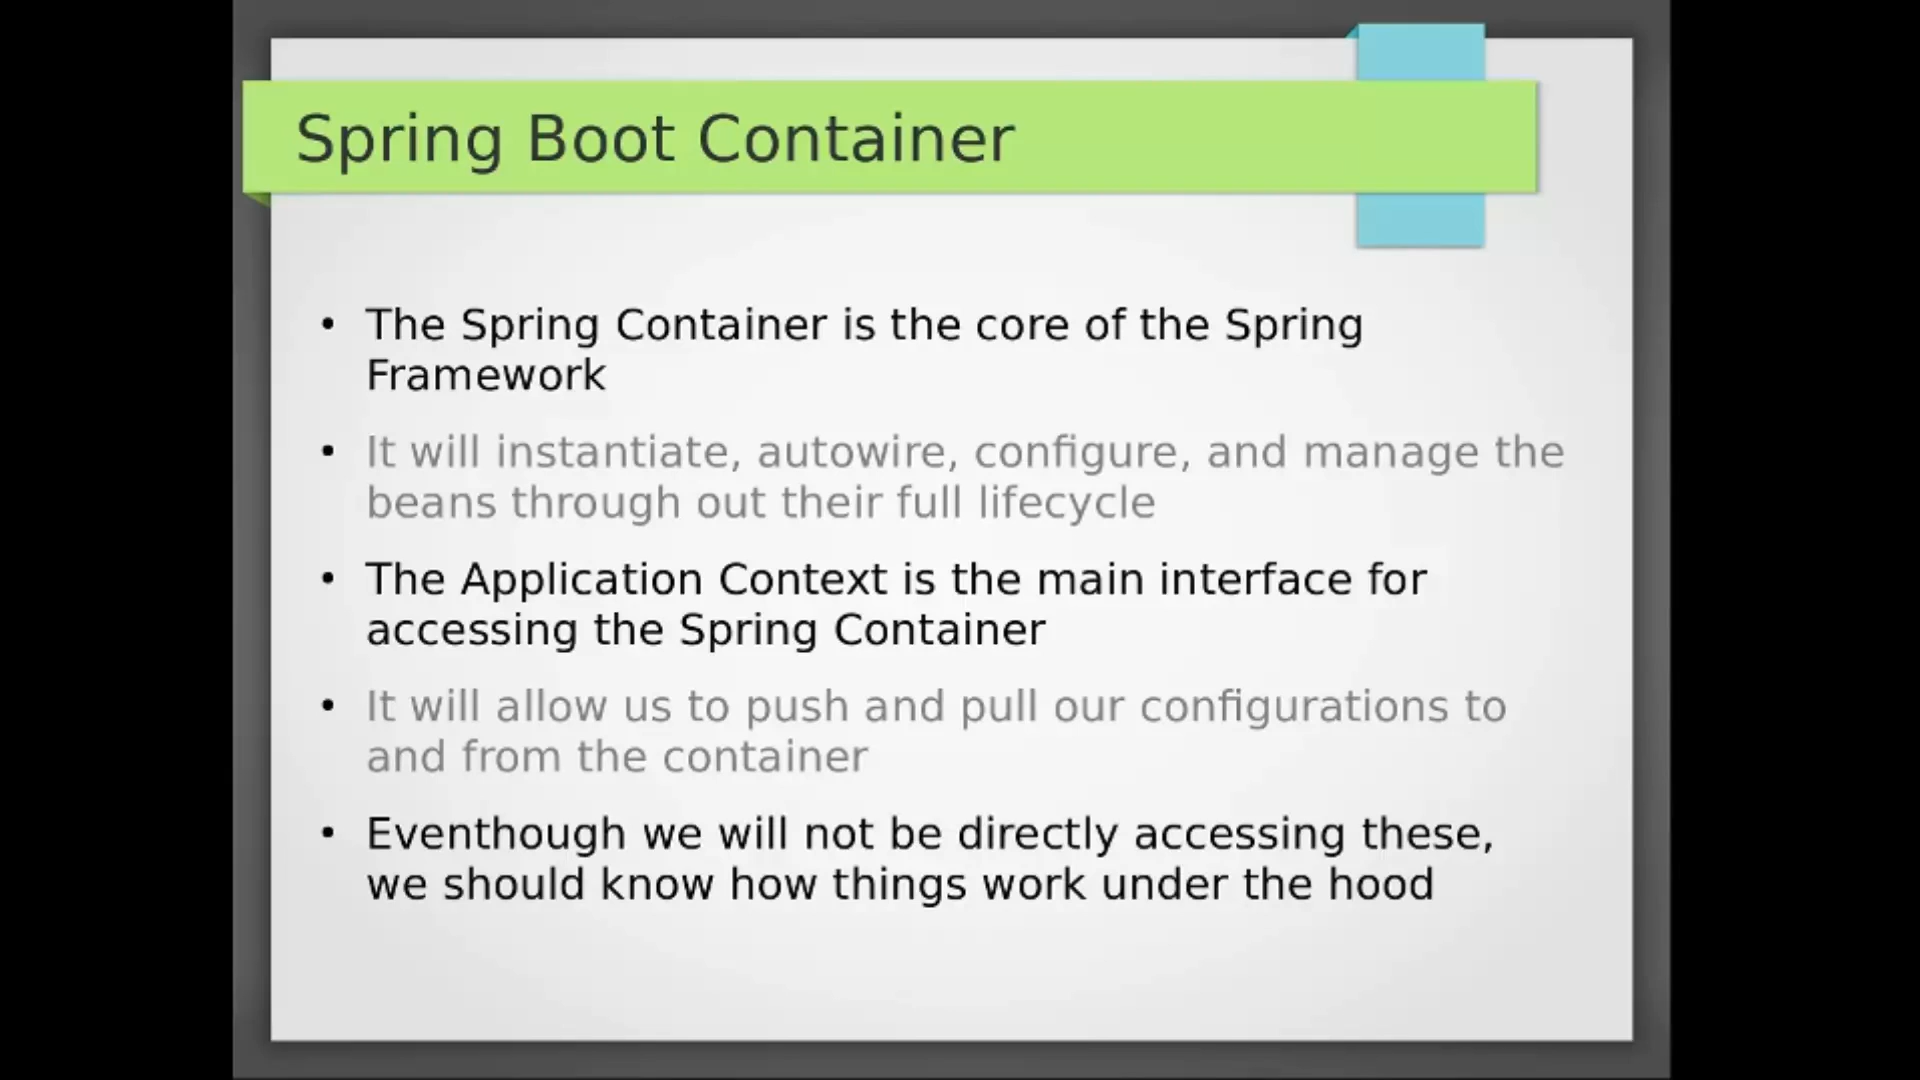 Spring Boot Container
• The Spring Container is the core of the Spring
Framework
• It will instantiate, autowire, configure, and manage the
beans through out their full lifecycle
• The Application Context is the main interface for
accessing the Spring Container
• It will allow us to push and pull our configurations to
and from the container
• Eventhough we will not be directly accessing these,
we should know how things work under the hood